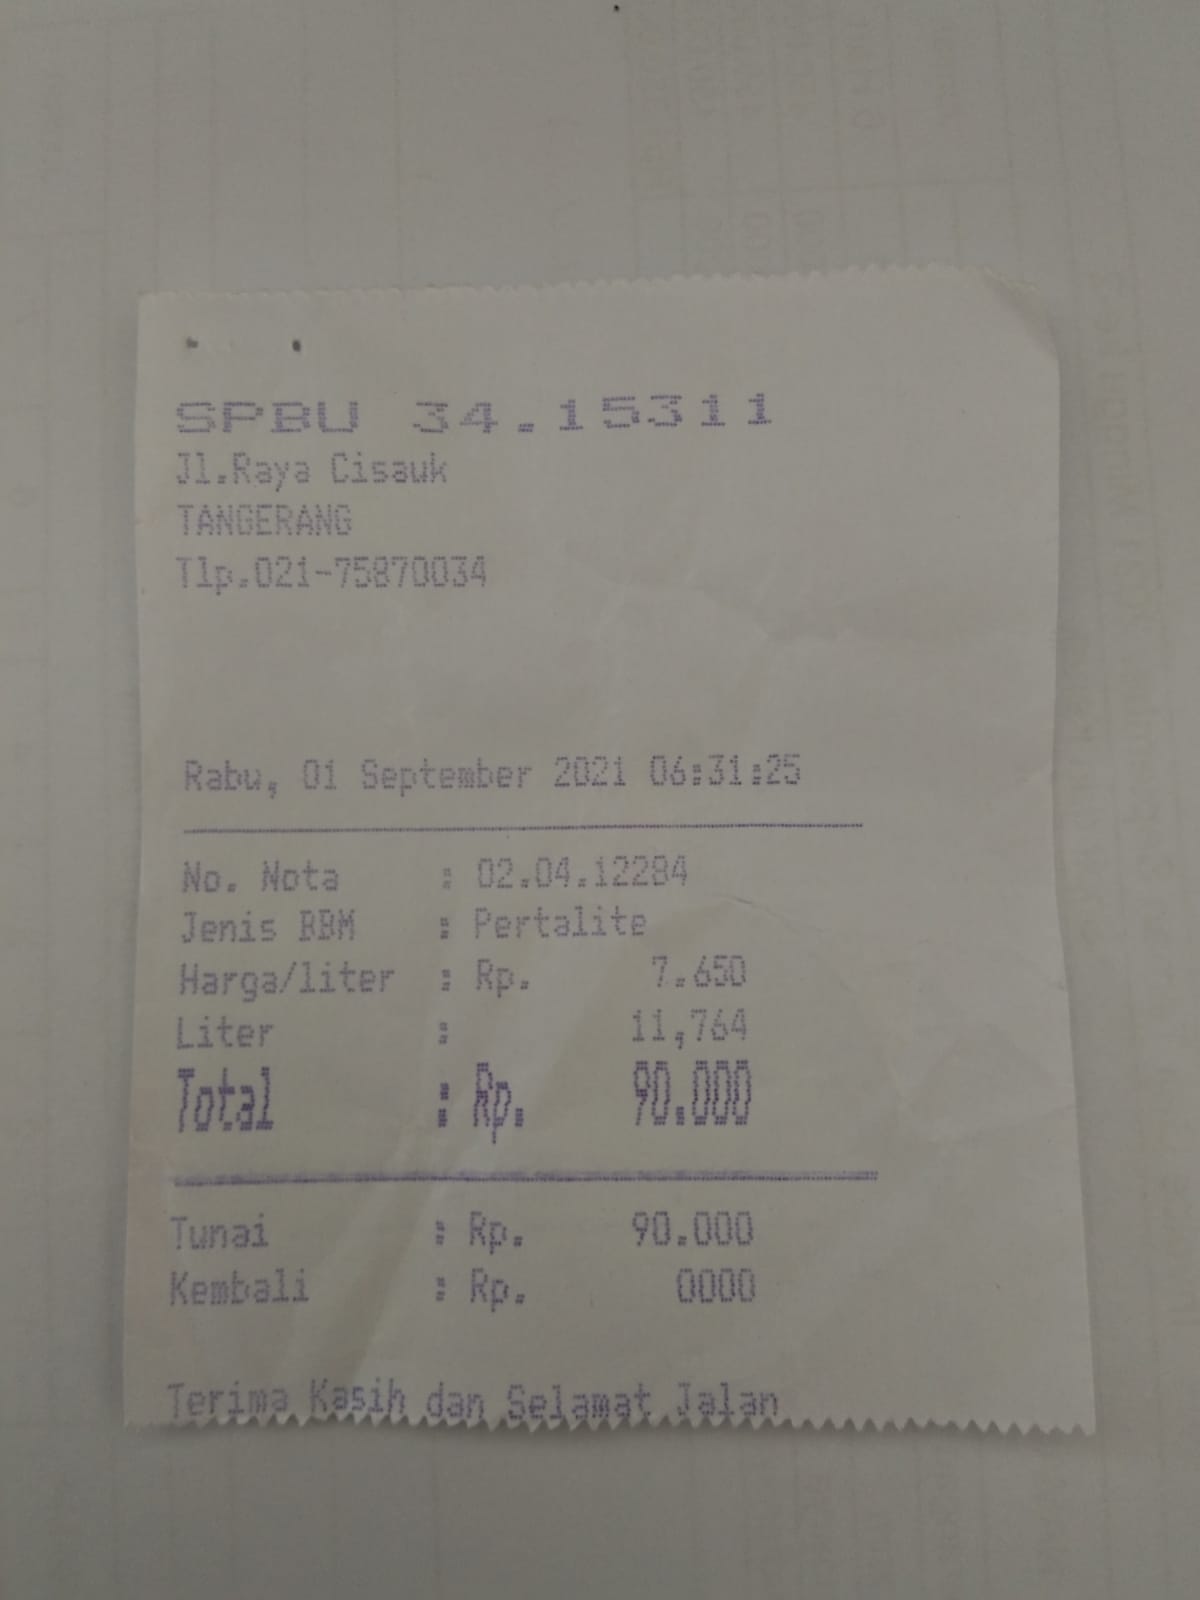 SPBU 34.15311
Jl.Raya Cisauk
TANGERANG
Tlp.021-75870034
Rabu, 01 September 2021 06:31:25
No. Nota : 02.04.12284
Jenis BBM : Pertalite
Harga/liter : Rp. 7.650
Liter : 11,764
Total : Rp. 90.000
Tunai : Rp. 90.000
Kembali : Rp. 0000
Terima Kasih dan Selamat Jalan